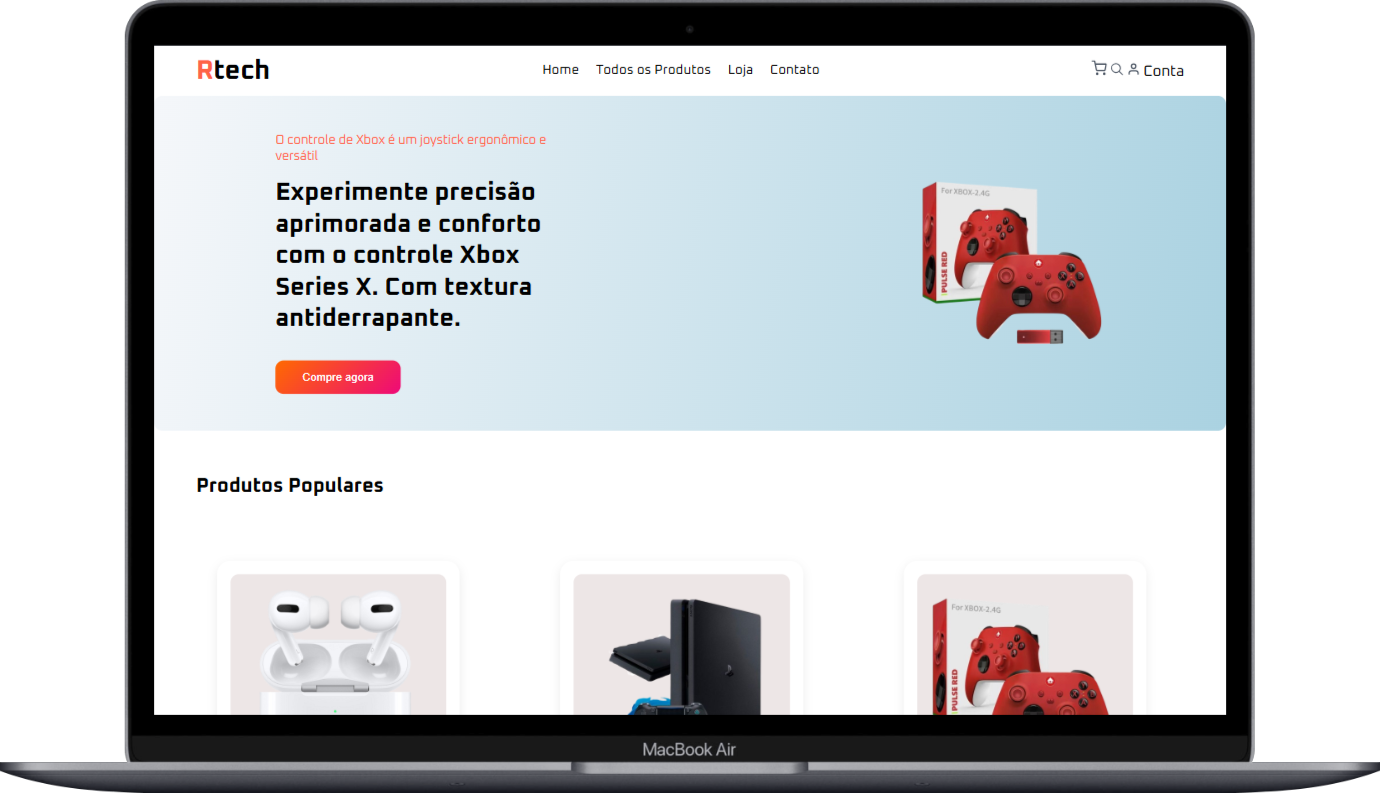 Rtech
Home Todos os Produtos Loja Contato
Conta
O controle de Xbox é um joystick ergonômico e
versátil
Experimente precisão
aprimorada e conforto
com o controle Xbox
Series X. Com textura
antiderrapante.
Compre agora
For XBOX-2.4G
PULSE RED
Produtos Populares
For XBOX-2.4G
PULSE RED
MacBook Air